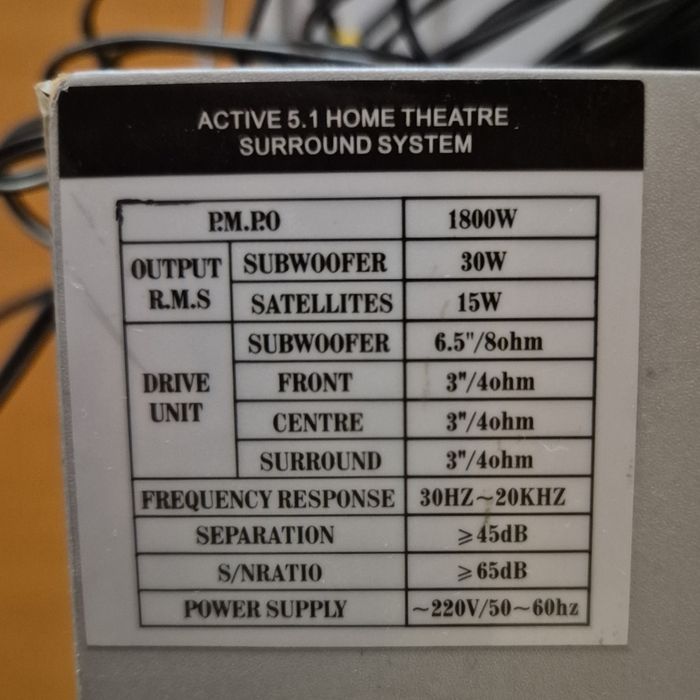 ACTIVE 5.1 HOME THEATRE
SURROUND SYSTEM
P.M.P.O 1800W
OUTPUT R.M.S SUBWOOFER 30W
SATELLITES 15W
DRIVE UNIT SUBWOOFER 6.5"/8ohm
FRONT 3"/4ohm
CENTRE 3"/4ohm
SURROUND 3"/4ohm
FREQUENCY RESPONSE 30HZ~20KHZ
SEPARATION ⩾45dB
S/NRATIO ⩾65dB
POWER SUPPLY ~220V/50~60hz